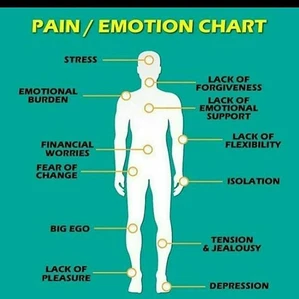 PAIN / EMOTION CHART
STRESS
LACK OF
FORGIVENESS
EMOTIONAL
BURDEN
LACK OF
EMOTIONAL
SUPPORT
LACK OF
FLEXIBILITY
FINANCIAL
WORRIES
FEAR OF
CHANGE
ISOLATION
BIG EGO
TENSION
& JEALOUSY
LACK OF
PLEASURE
DEPRESSION